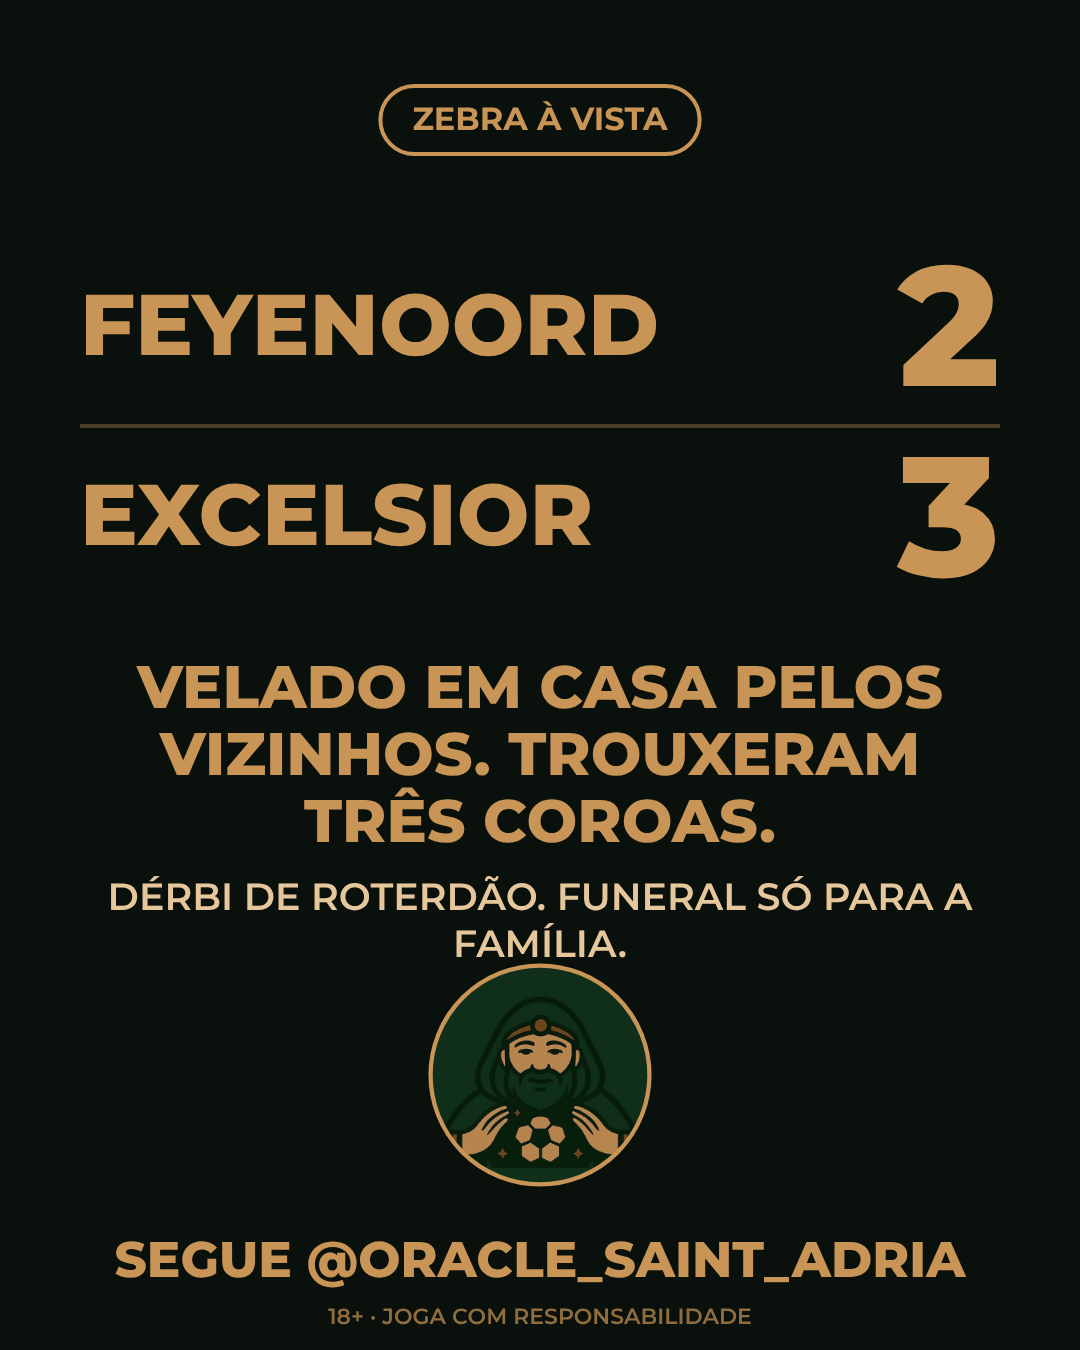 ZEBRA À VISTA
FEYENOORD 2
EXCELSIOR 3
VELADO EM CASA PELOS
VIZINHOS. TROUXERAM
TRÊS COROAS.
DÉRBI DE ROTERDÃO. FUNERAL SÓ PARA A
FAMÍLIA.
SEGUE @ORACLE_SAINT_ADRIA
18+ · JOGA COM RESPONSABILIDADE